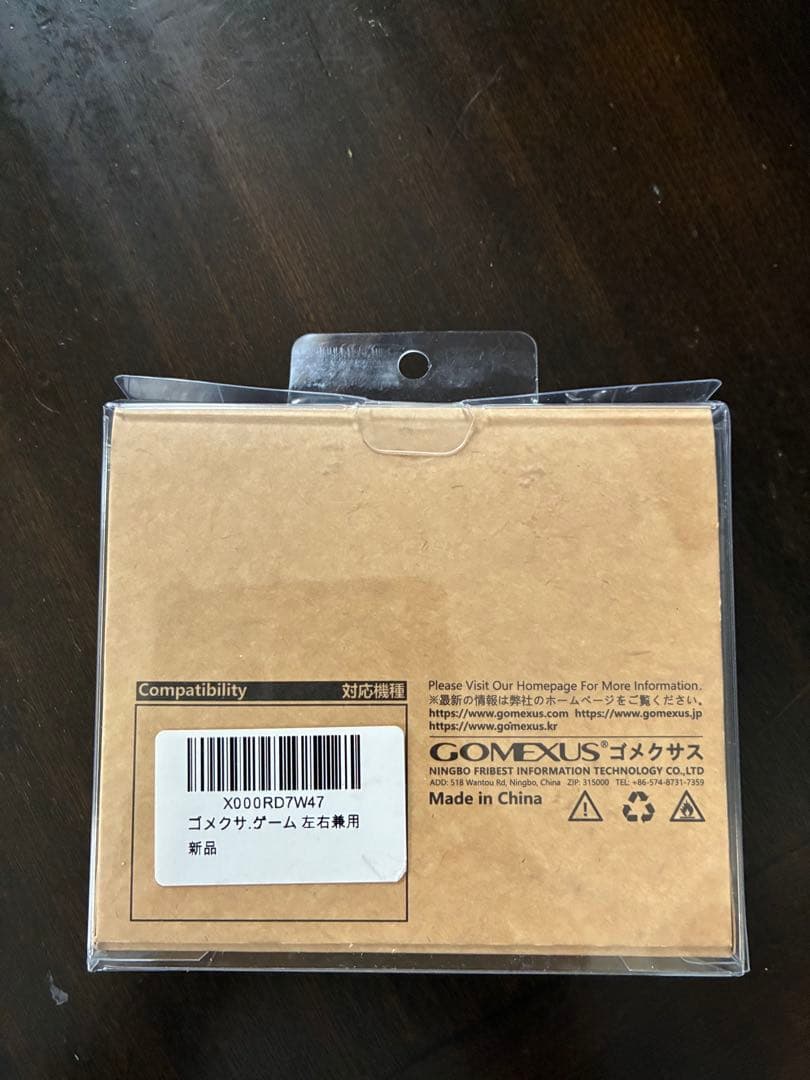 Compatibility 対応機種
X000RD7W47
ゴメクサ.ゲーム 左右兼用
新品
Please Visit Our Homepage For More Information.
※最新の情報は弊社のホームページをご覧ください。
https://www.gomexus.com https://www.gomexus.jp
https://www.gomexus.kr
GOMEXUS®ゴメクサス
NINGBO FRIBEST INFORMATION TECHNOLOGY CO.,LTD
ADD: 518 Wantou Rd, Ningbo, China ZIP: 315000 TEL: +86-574-8731-7359
Made in China